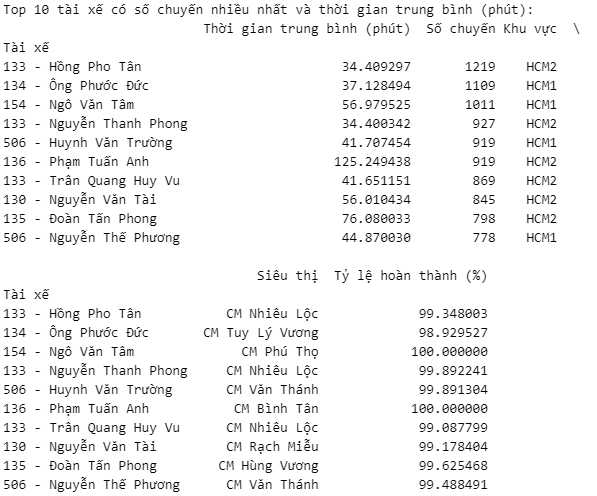 Top 10 tài xế có số chuyến nhiều nhất và thời gian trung bình (phút):
Thời gian trung bình (phút) Số chuyến Khu vực \
Tài xế
133 - Hồng Pho Tân 34.409297 1219 HCM2
134 - Ông Phước Đức 37.128494 1109 HCM1
154 - Ngô Văn Tâm 56.979525 1011 HCM1
133 - Nguyễn Thanh Phong 34.400342 927 HCM2
506 - Huynh Văn Trường 41.707454 919 HCM1
136 - Phạm Tuấn Anh 125.249438 919 HCM2
133 - Trân Quang Huy Vu 41.651151 869 HCM2
130 - Nguyễn Văn Tài 56.010434 845 HCM2
135 - Đoàn Tấn Phong 76.080033 798 HCM2
506 - Nguyễn Thế Phương 44.870030 778 HCM1
Siêu thị Tỷ lệ hoàn thành (%)
Tài xế
133 - Hồng Pho Tân CM Nhiêu Lộc 99.348003
134 - Ông Phước Đức CM Tuy Lý Vương 98.929527
154 - Ngô Văn Tâm CM Phú Thọ 100.000000
133 - Nguyễn Thanh Phong CM Nhiêu Lộc 99.892241
506 - Huynh Văn Trường CM Văn Thánh 99.891304
136 - Phạm Tuấn Anh CM Bình Tân 100.000000
133 - Trân Quang Huy Vu CM Nhiêu Lộc 99.087799
130 - Nguyễn Văn Tài CM Rạch Miễu 99.178404
135 - Đoàn Tấn Phong CM Hùng Vương 99.625468
506 - Nguyễn Thế Phương CM Văn Thánh 99.488491